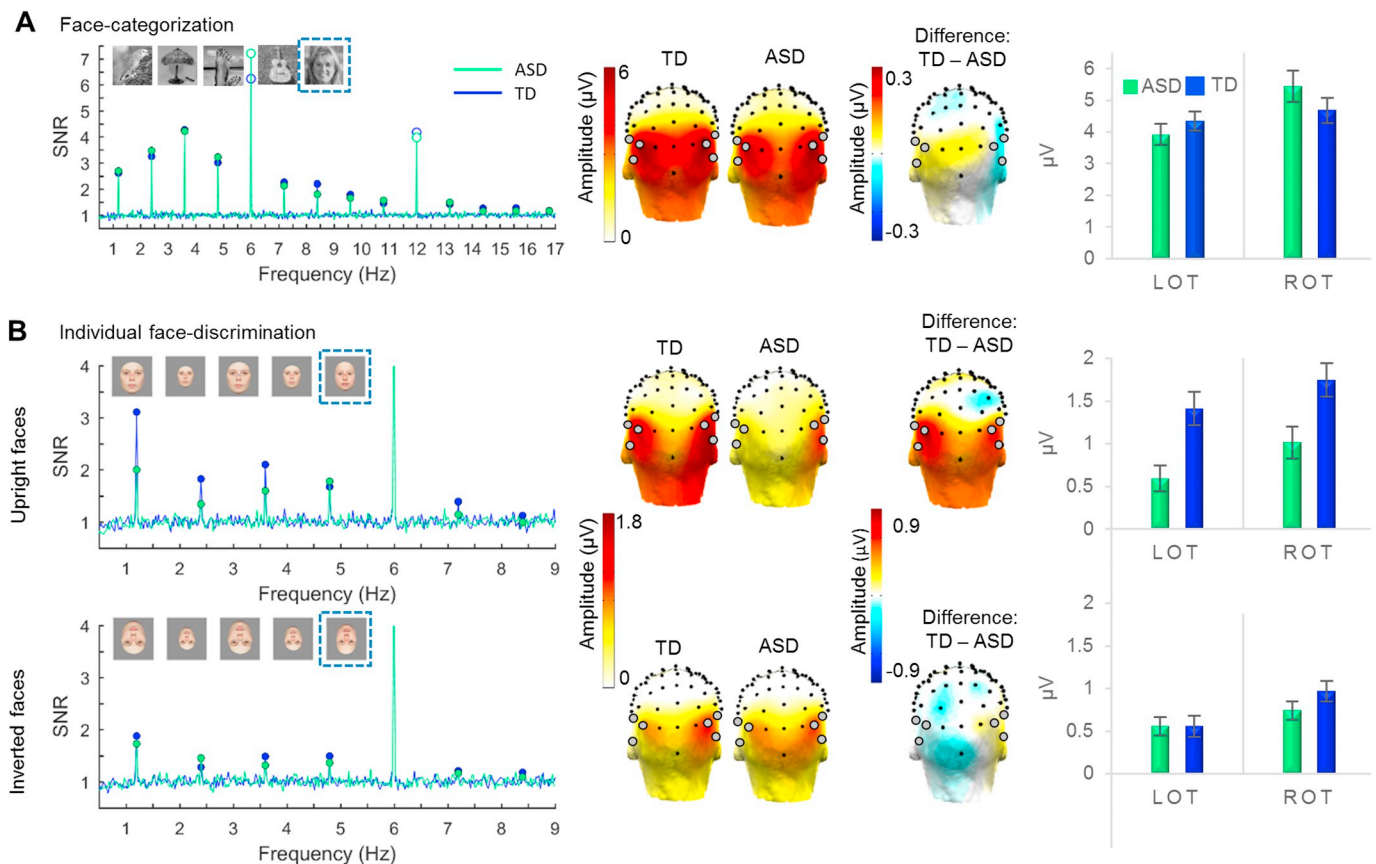 A Face-categorization
7
6
5
4
3
2
1
SNR
ASD
TD
1 2 3 4 5 6 7 8 9 10 11 12 13 14 15 16 17
Frequency (Hz)
TD ASD
6
Amplitude (µV)
0
Difference:
TD – ASD
0.3
Amplitude (µV)
-0.3
ASD TD
6
5
4
3
2
1
0
µV
LOT ROT
B Individual face-discrimination
Upright faces
4
3
2
1
SNR
1 2 3 4 5 6 7 8 9
Frequency (Hz)
TD ASD
Difference:
TD – ASD
2
1.5
1
0.5
0
µV
LOT ROT
1.8
Amplitude (µV)
0
0.9
Amplitude (µV)
-0.9
Inverted faces
4
3
2
1
SNR
1 2 3 4 5 6 7 8 9
Frequency (Hz)
TD ASD
Difference:
TD – ASD
2
1.5
1
0.5
0
µV
LOT ROT